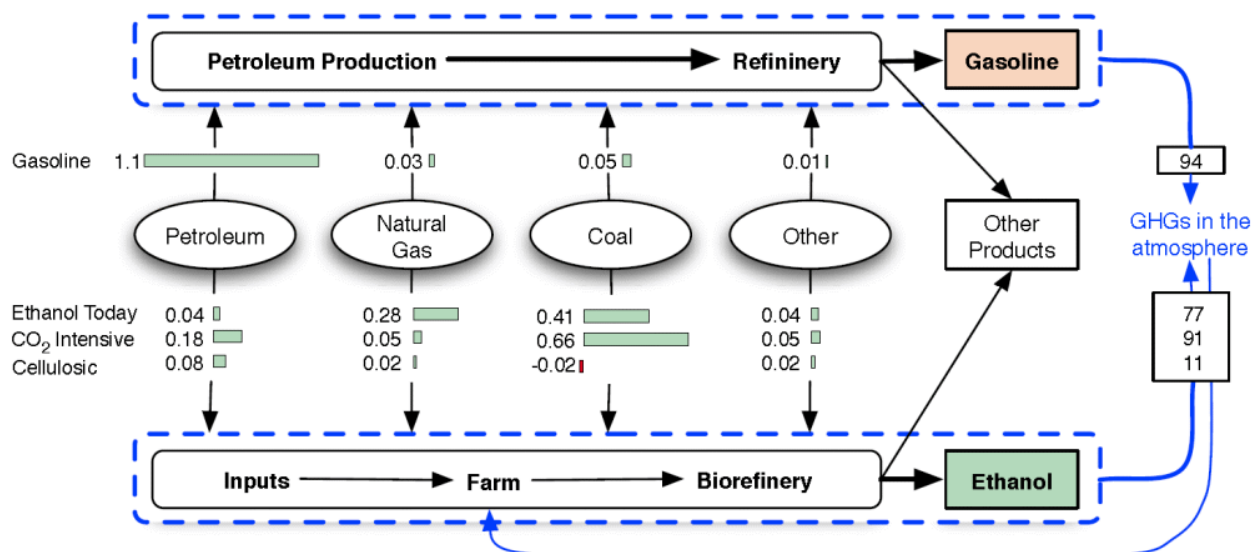 Petroleum Production Refininery Gasoline
Gasoline 1.1 0.03 0.05 0.01 94
Petroleum Natural Gas Coal Other Other Products GHGs in the atmosphere
Ethanol Today 0.04 0.28 0.41 0.04 77
CO2 Intensive 0.18 0.05 0.66 0.05 91
Cellulosic 0.08 0.02 -0.02 0.02 11
Inputs Farm Biorefinery Ethanol